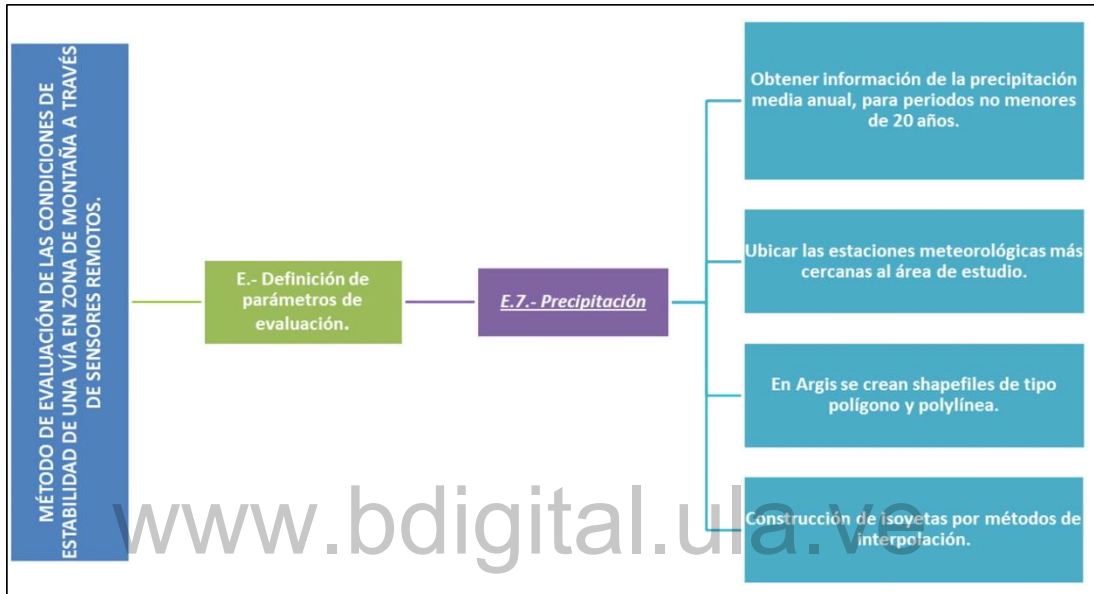 MÉTODO DE EVALUACIÓN DE LAS CONDICIONES DE
ESTABILIDAD DE UNA VÍA EN ZONA DE MONTAÑA A TRAVÉS
DE SENSORES REMOTOS.
E.- Definición de
parámetros de
evaluación.
E.7.- Precipitación
Obtener información de la precipitación
media anual, para periodos no menores
de 20 años.
Ubicar las estaciones meteorológicas más
cercanas al área de estudio.
En Argis se crean shapefiles de tipo
polígono y polylínea.
Construcción de isoyetas por métodos de
interpolación.
www.bdigital.ula.ve